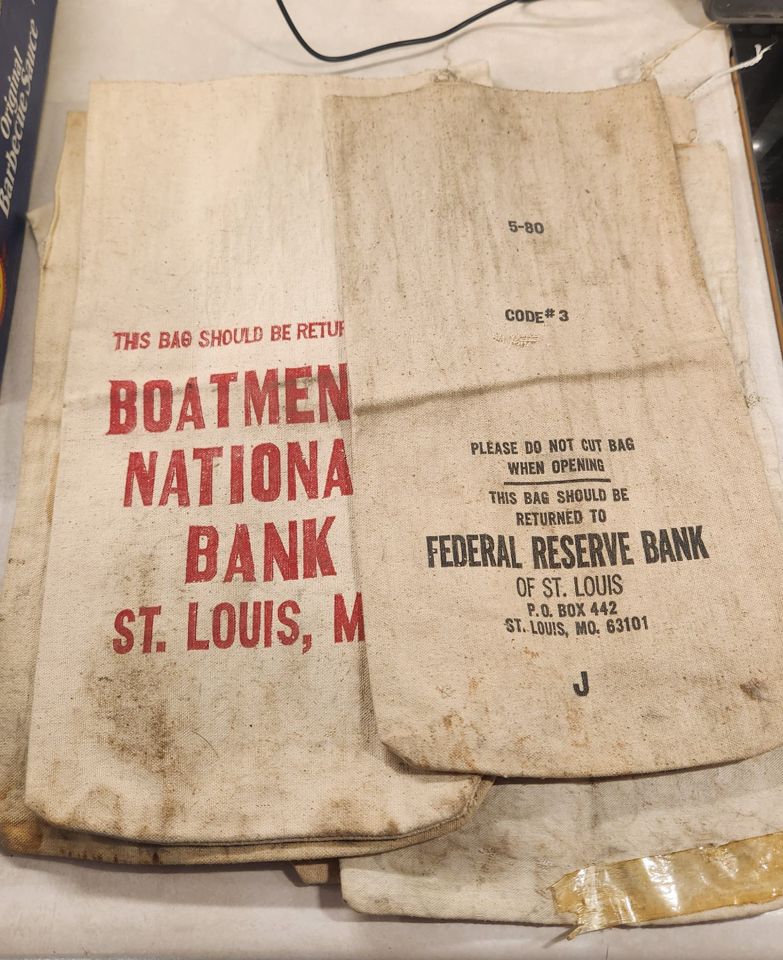 Original
Barbecue Sauce
THIS BAG SHOULD BE RETUR
BOATMEN
NATIONA
BANK
ST. LOUIS, M
5-80
CODE# 3
PLEASE DO NOT CUT BAG
WHEN OPENING
THIS BAG SHOULD BE
RETURNED TO
FEDERAL RESERVE BANK
OF ST. LOUIS
P.O. BOX 442
ST. LOUIS, MO. 63101
J